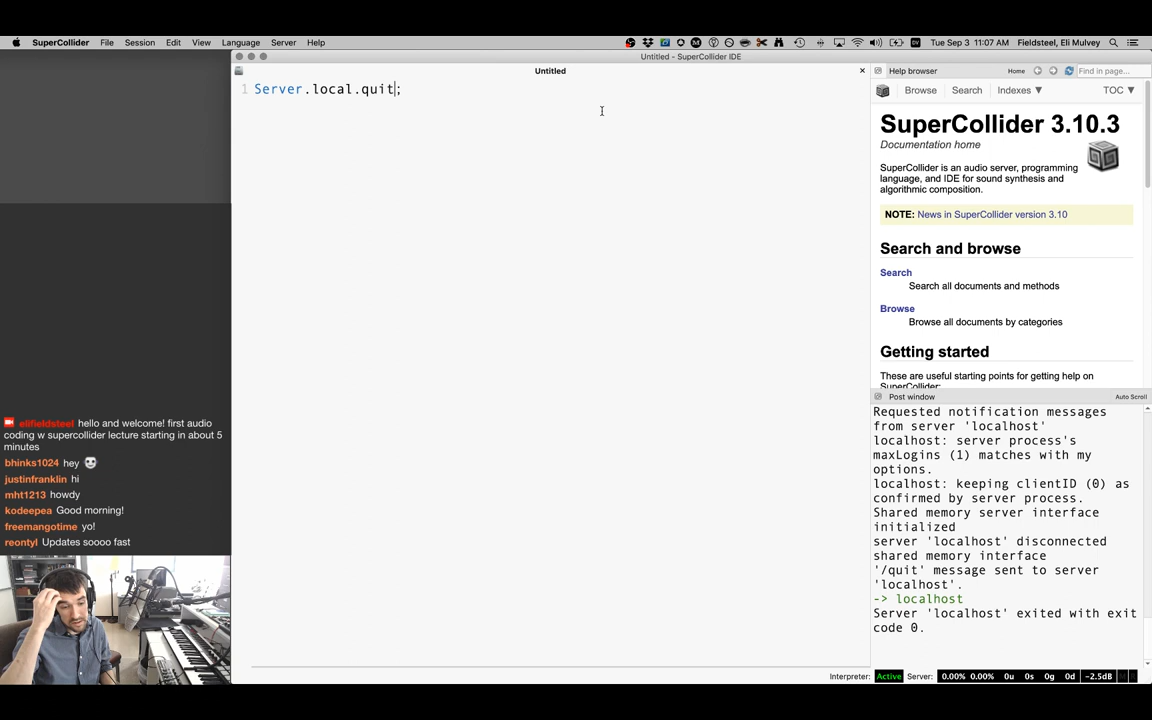 SuperCollider File Session Edit View Language Server Help
Tue Sep 3 11:07 AM Fieldsteel, Eli Mulvey
Untitled - SuperCollider IDE
Untitled
1 Server.local.quit;
Help browser Home Find in page...
Browse Search Indexes ▼ TOC ▼
SuperCollider 3.10.3
Documentation home
SuperCollider is an audio server, programming
language, and IDE for sound synthesis and
algorithmic composition.
NOTE: News in SuperCollider version 3.10
Search and browse
Search
Search all documents and methods
Browse
Browse all documents by categories
Getting started
These are useful starting points for getting help on
SuperCollider:
Post window Auto Scroll
Requested notification messages
from server 'localhost'
localhost: server process's
maxLogins (1) matches with my
options.
localhost: keeping clientID (0) as
confirmed by server process.
Shared memory server interface
initialized
server 'localhost' disconnected
shared memory interface
'/quit' message sent to server
'localhost'.
-> localhost
Server 'localhost' exited with exit
code 0.
elifieldsteel hello and welcome! first audio
coding w supercollider lecture starting in about 5
minutes
bhinks1024 hey
justinfranklin hi
mht1213 howdy
kodeepea Good morning!
freemangotime yo!
reontyl Updates soooo fast
Interpreter: Active Server: 0.00% 0.00% 0u 0s 0g 0d -2.5dB